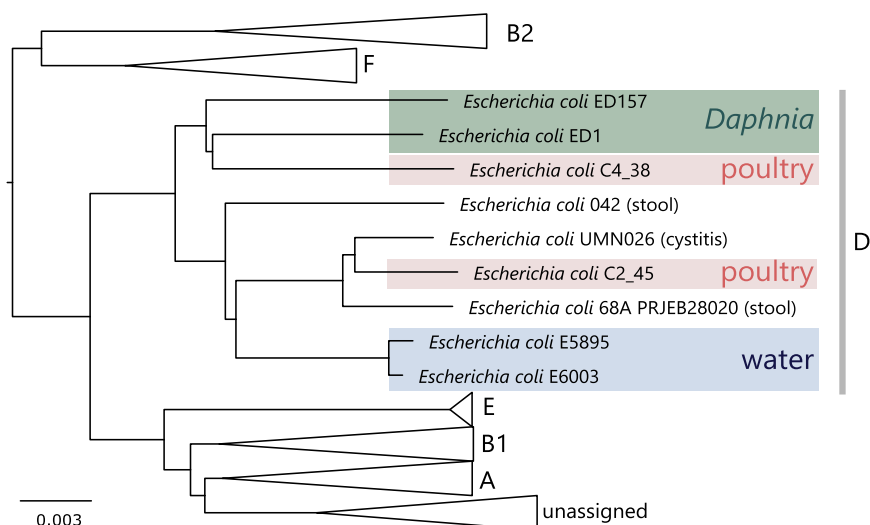 B2
F
Escherichia coli ED157
Daphnia
Escherichia coli ED1
Escherichia coli C4_38 poultry
Escherichia coli 042 (stool)
Escherichia coli UMN026 (cystitis)
D
Escherichia coli C2_45 poultry
Escherichia coli 68A PRJEB28020 (stool)
Escherichia coli E5895
water
Escherichia coli E6003
E
B1
A
unassigned
0.003